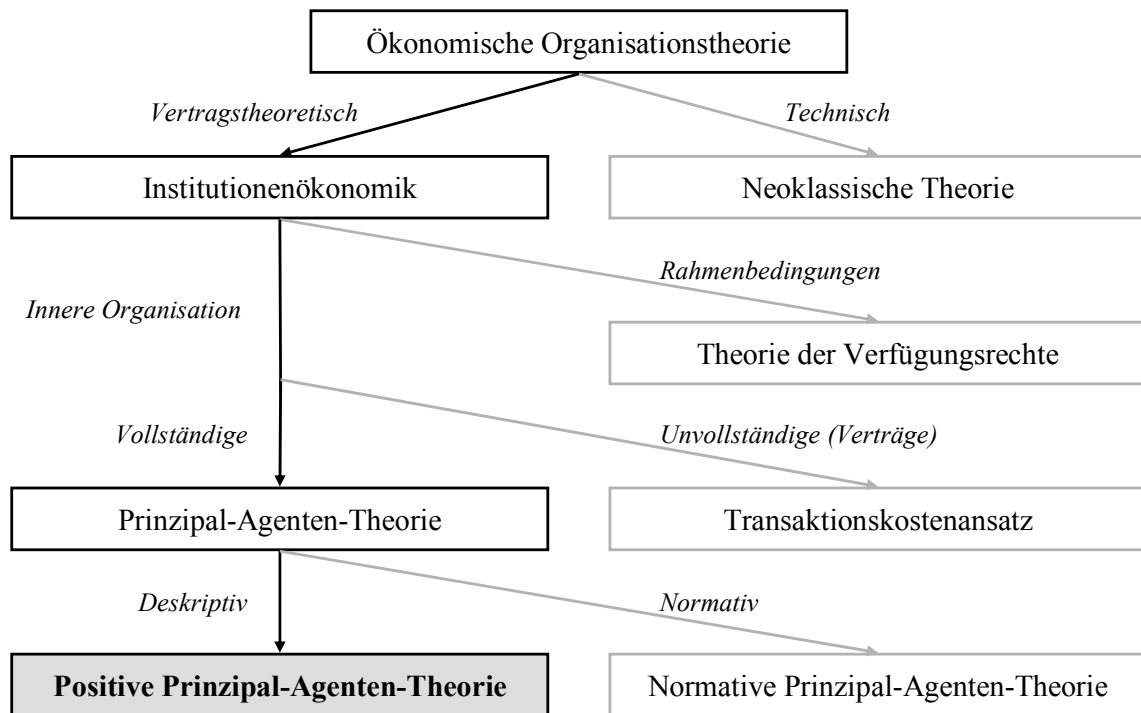 Ökonomische Organisationstheorie
Vertragstheoretisch
Technisch
Institutionenökonomik
Neoklassische Theorie
Rahmenbedingungen
Innere Organisation
Theorie der Verfügungsrechte
Vollständige
Unvollständige (Verträge)
Prinzipal-Agenten-Theorie
Transaktionskostenansatz
Deskriptiv
Normativ
Positive Prinzipal-Agenten-Theorie
Normative Prinzipal-Agenten-Theorie